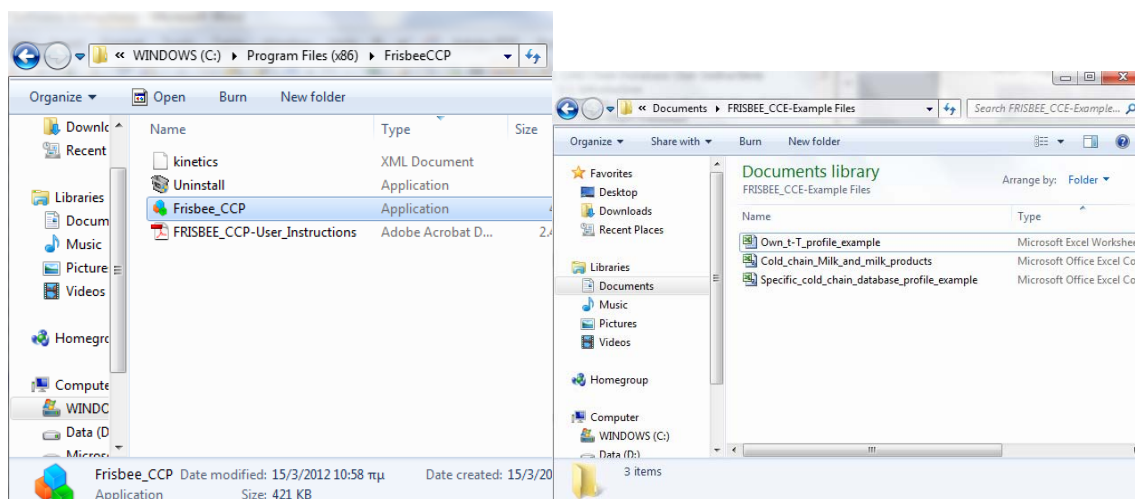 « WINDOWS (C:) ▸ Program Files (x86) ▸ FrisbeeCCP
Organize ▾ Open Burn New folder
Downlc
Recent
Libraries
Docum
Music
Picture
Videos
Homegrc
Compute
WINDC
Data (D
Micros
Name Type Size
kinetics XML Document
Uninstall Application
Frisbee_CCP Application
FRISBEE_CCP-User_Instructions Adobe Acrobat D... 2.4
Frisbee_CCP Date modified: 15/3/2012 10:58 πμ Date created: 15/3/20
Application Size: 421 KB
« Documents ▸ FRISBEE_CCE-Example Files Search FRISBEE_CCE-Example...
Organize ▾ Share with ▾ Burn New folder
Favorites
Desktop
Downloads
Recent Places
Libraries
Documents
Music
Pictures
Videos
Homegroup
Computer
WINDOWS (C:)
Data (D:)
Documents library
FRISBEE_CCE-Example Files
Arrange by: Folder ▾
Name Type
Own_t-T_profile_example Microsoft Excel Workshee
Cold_chain_Milk_and_milk_products Microsoft Office Excel Co
Specific_cold_chain_database_profile_example Microsoft Office Excel Co
3 items